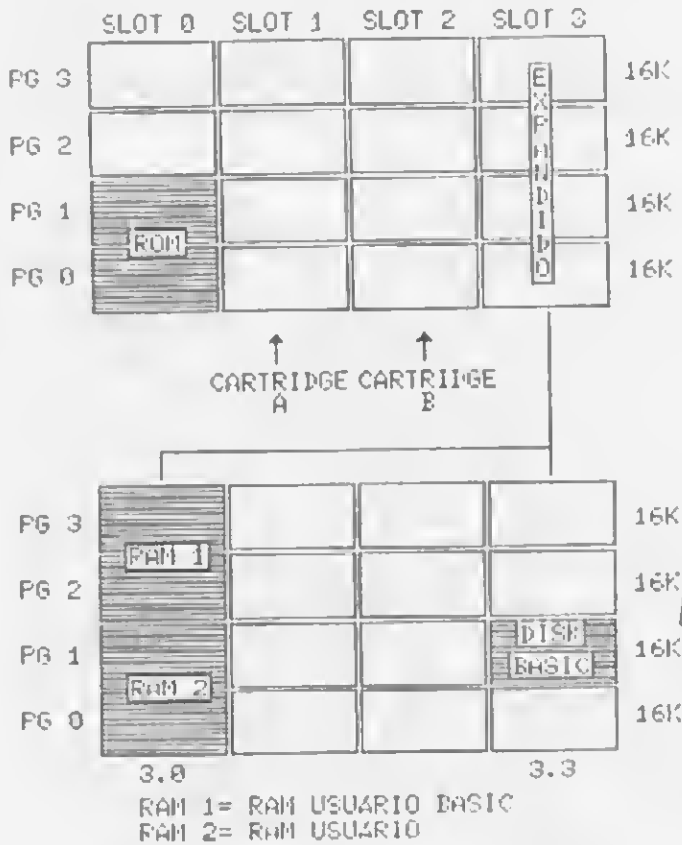 SLOT 0 SLOT 1 SLOT 2 SLOT 3
PG 3 16K
PG 2 16K
PG 1 16K
PG 0 16K
ROM
EXPANDIDO
CARTRIDGE CARTRIDGE
A B
PG 3 16K
RAM 1
PG 2 16K
DISK
PG 1 16K
BASIC
RAM 2
PG 0 16K
3.0 3.3
RAM 1= RAM USUARIO BASIC
RAM 2= RAM USUARIO